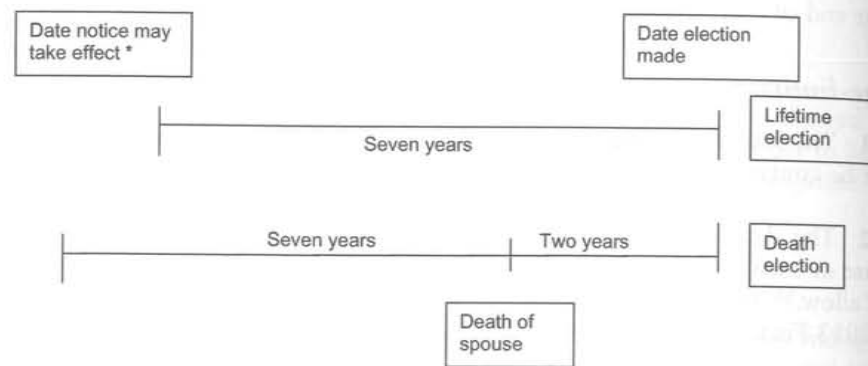 Date notice may
take effect *
Date election
made
Lifetime
election
Seven years
Seven years
Two years
Death
election
Death of
spouse